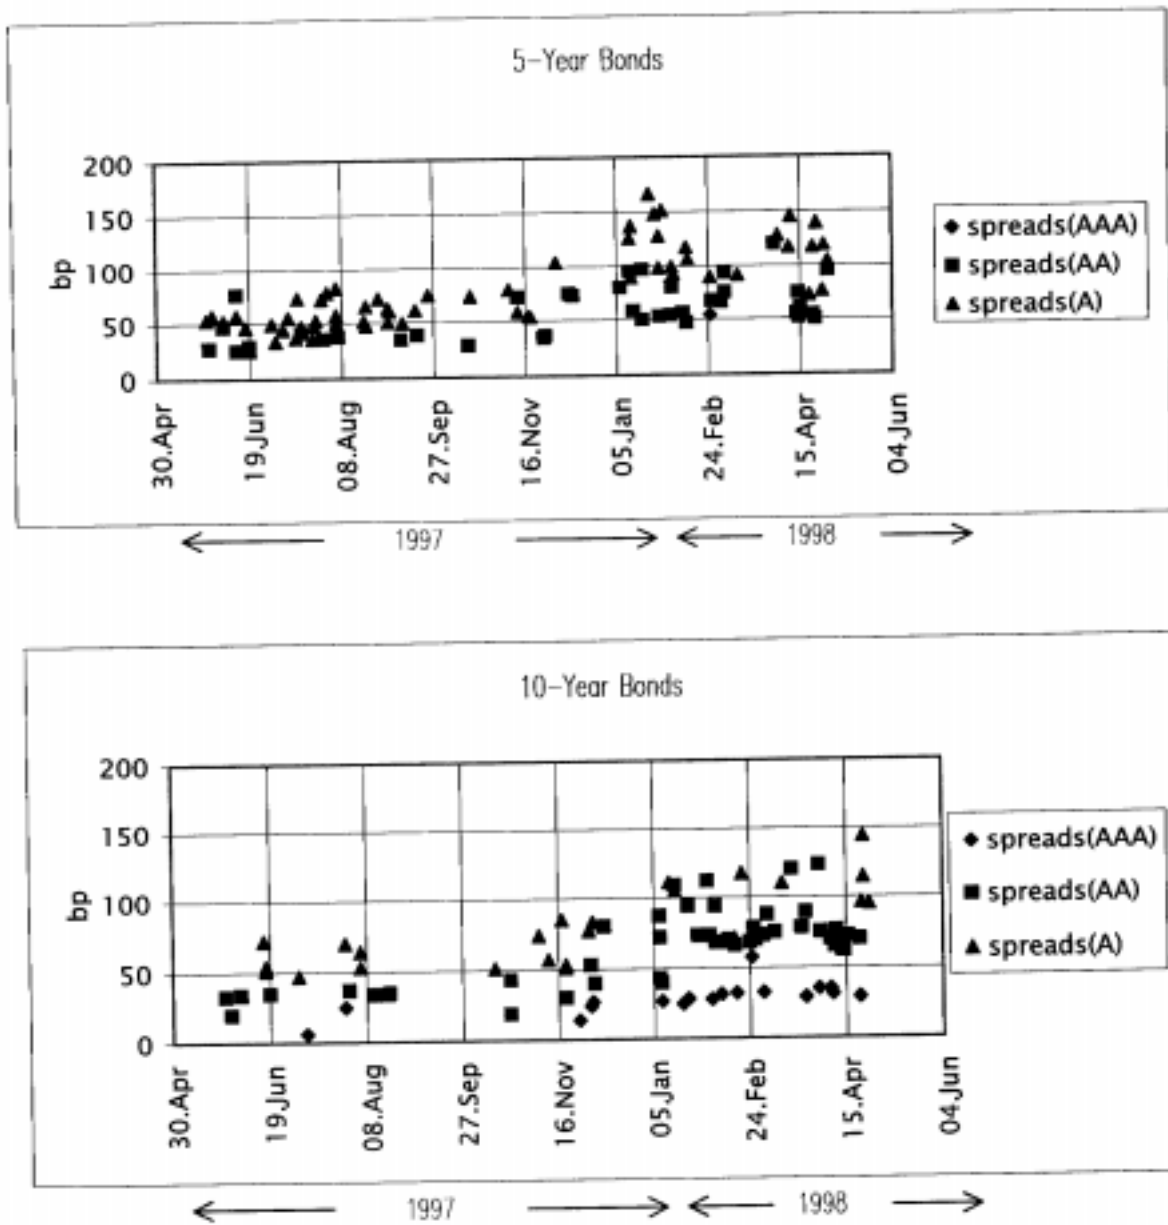 5-Year Bonds
200
150
100
50
0
bp
30.Apr
19.Jun
08.Aug
27.Sep
16.Nov
05.Jan
24.Feb
15.Apr
04.Jun
spreads(AAA)
spreads(AA)
spreads(A)
1997
1998
10-Year Bonds
200
150
100
50
0
bp
30.Apr
19.Jun
08.Aug
27.Sep
16.Nov
05.Jan
24.Feb
15.Apr
04.Jun
spreads(AAA)
spreads(AA)
spreads(A)
1997
1998